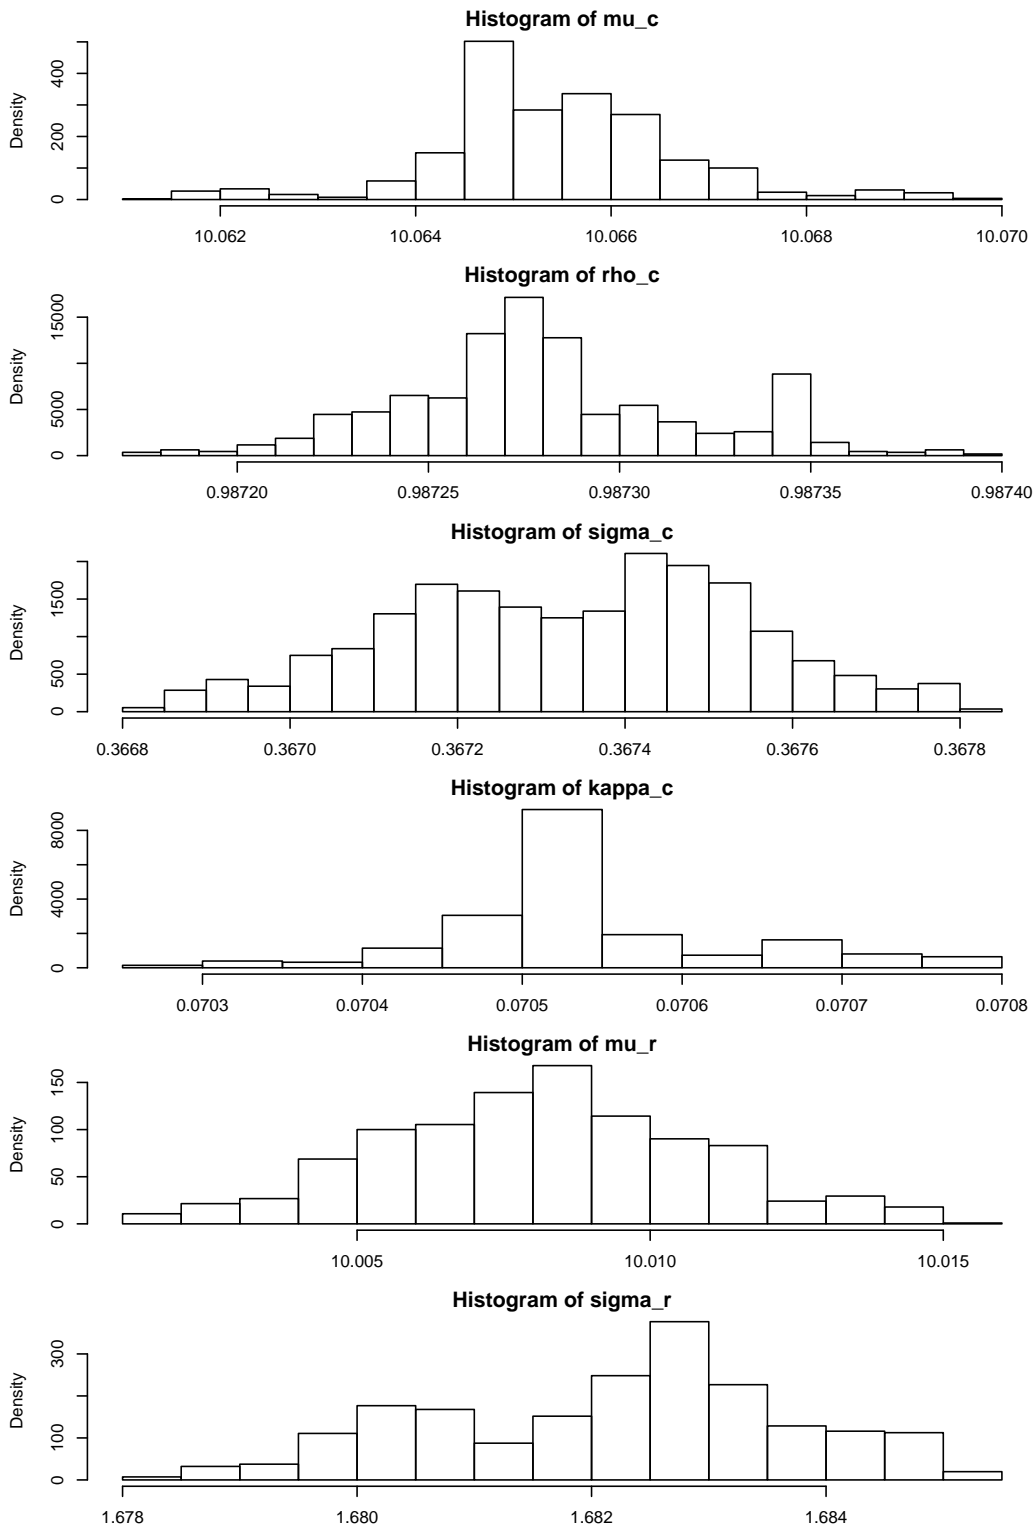 Histogram of mu_c
Density
0 200 400
10.062 10.064 10.066 10.068 10.070
Histogram of rho_c
Density
0 5000 15000
0.98720 0.98725 0.98730 0.98735 0.98740
Histogram of sigma_c
Density
0 500 1500
0.3668 0.3670 0.3672 0.3674 0.3676 0.3678
Histogram of kappa_c
Density
0 4000 8000
0.0703 0.0704 0.0705 0.0706 0.0707 0.0708
Histogram of mu_r
Density
0 50 100 150
10.005 10.010 10.015
Histogram of sigma_r
Density
0 100 300
1.678 1.680 1.682 1.684